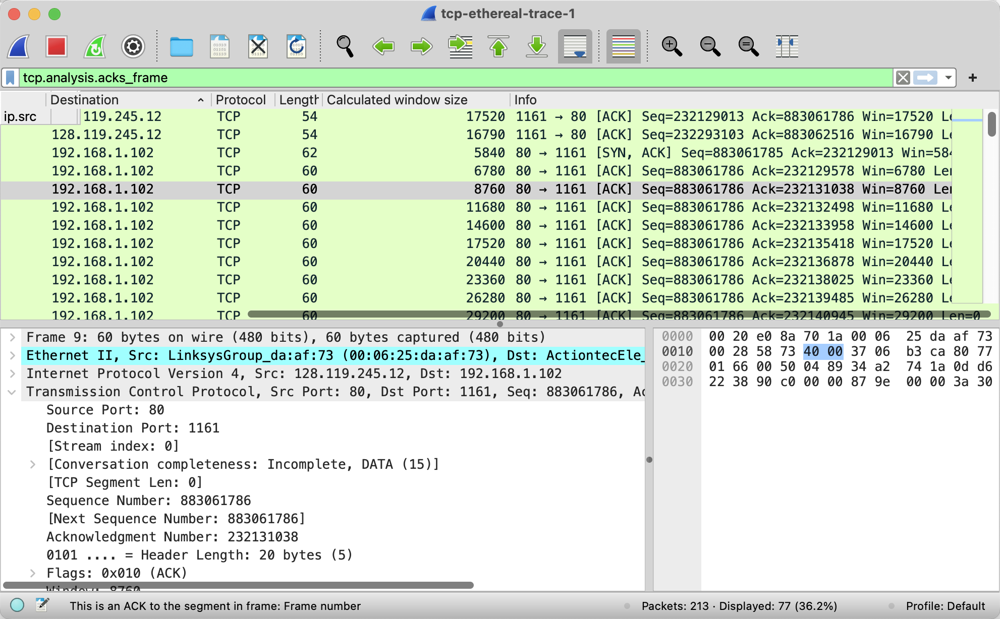 tcp-ethereal-trace-1
tcp.analysis.acks_frame
Destination Protocol Length Calculated window size Info
ip.src 119.245.12 TCP 54 17520 1161 → 80 [ACK] Seq=232129013 Ack=883061786 Win=17520 Le
128.119.245.12 TCP 54 16790 1161 → 80 [ACK] Seq=232293103 Ack=883062516 Win=16790 Le
192.168.1.102 TCP 62 5840 80 → 1161 [SYN, ACK] Seq=883061785 Ack=232129013 Win=584
192.168.1.102 TCP 60 6780 80 → 1161 [ACK] Seq=883061786 Ack=232129578 Win=6780 Len
192.168.1.102 TCP 60 8760 80 → 1161 [ACK] Seq=883061786 Ack=232131038 Win=8760 Len
192.168.1.102 TCP 60 11680 80 → 1161 [ACK] Seq=883061786 Ack=232132498 Win=11680 Le
192.168.1.102 TCP 60 14600 80 → 1161 [ACK] Seq=883061786 Ack=232133958 Win=14600 Le
192.168.1.102 TCP 60 17520 80 → 1161 [ACK] Seq=883061786 Ack=232135418 Win=17520 Le
192.168.1.102 TCP 60 20440 80 → 1161 [ACK] Seq=883061786 Ack=232136878 Win=20440 Le
192.168.1.102 TCP 60 23360 80 → 1161 [ACK] Seq=883061786 Ack=232138025 Win=23360 Le
192.168.1.102 TCP 60 26280 80 → 1161 [ACK] Seq=883061786 Ack=232139485 Win=26280 Le
192.168.1.102 TCP 60 29200 80 → 1161 [ACK] Seq=883061786 Ack=232140945 Win=29200 Len=0
Frame 9: 60 bytes on wire (480 bits), 60 bytes captured (480 bits)
Ethernet II, Src: LinksysGroup_da:af:73 (00:06:25:da:af:73), Dst: ActiontecEle_
Internet Protocol Version 4, Src: 128.119.245.12, Dst: 192.168.1.102
Transmission Control Protocol, Src Port: 80, Dst Port: 1161, Seq: 883061786, Ac
Source Port: 80
Destination Port: 1161
[Stream index: 0]
[Conversation completeness: Incomplete, DATA (15)]
[TCP Segment Len: 0]
Sequence Number: 883061786
[Next Sequence Number: 883061786]
Acknowledgment Number: 232131038
0101 .... = Header Length: 20 bytes (5)
Flags: 0x010 (ACK)
Window: 8760
0000 00 20 e0 8a 70 1a 00 06 25 da af 73
0010 00 28 58 73 40 00 37 06 b3 ca 80 77
0020 01 66 00 50 04 89 34 a2 74 1a 0d d6
0030 22 38 90 c0 00 00 87 9e 00 00 3a 30
This is an ACK to the segment in frame: Frame number
Packets: 213 · Displayed: 77 (36.2%)
Profile: Default